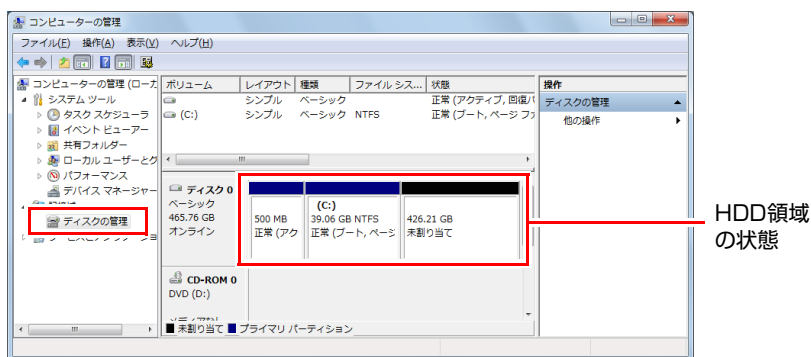 コンピューターの管理
ファイル(F) 操作(A) 表示(V) ヘルプ(H)
コンピューターの管理 (ローカ
システム ツール
タスク スケジューラ
イベント ビューアー
共有フォルダー
ローカル ユーザーとグ
パフォーマンス
デバイス マネージャー
ディスクの管理
ボリューム レイアウト 種類 ファイル シス... 状態
シンプル ベーシック 正常 (アクティブ, 回復パ
(C:) シンプル ベーシック NTFS 正常 (ブート, ページ ファ
ディスク 0
ベーシック
465.76 GB
オンライン
500 MB
正常 (アク
(C:)
39.06 GB NTFS
正常 (ブート, ページ
426.21 GB
未割り当て
CD-ROM 0
DVD (D:)
未割り当て プライマリ パーティション
操作
ディスクの管理
他の操作
HDD領域
の状態